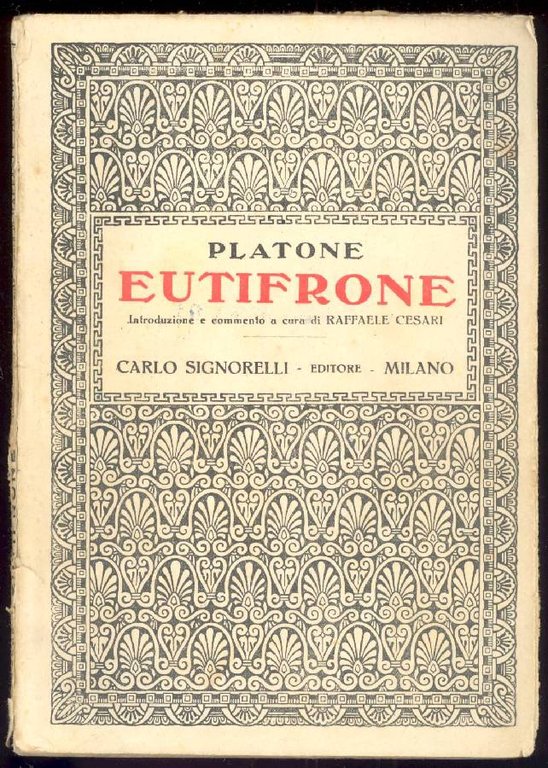 PLATONE
EUTIFRONE
Introduzione e commento a cura di RAFFAELE CESARI
CARLO SIGNORELLI - EDITORE - MILANO